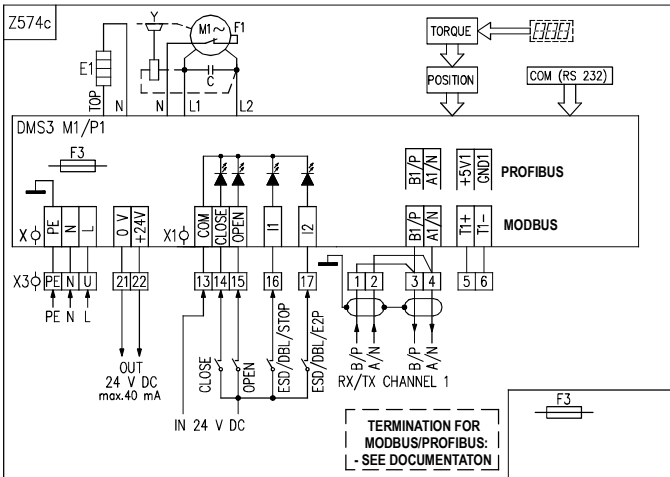 Z574c
Y
M1~
F1
E1
C
TOP
N
N
L1
L2
TORQUE
POSITION
COM (RS 232)
DMS3 M1/P1
F3
B1/P
A1/N
+5V1
GND1
PROFIBUS
X
PE
N
L
0 V
+24V
X1
COM
CLOSE
OPEN
I1
I2
B1/P
A1/N
T1+
T1-
MODBUS
X3
PE
N
U
21
22
13
14
15
16
17
1
2
3
4
5
6
PE N L
OUT
24 V DC
max.40 mA
CLOSE
OPEN
ESD/DBL/STOP
ESD/DBL/E2P
B/P
A/N
B/P
A/N
RX/TX CHANNEL 1
IN 24 V DC
TERMINATION FOR
MODBUS/PROFIBUS:
- SEE DOCUMENTATON
F3